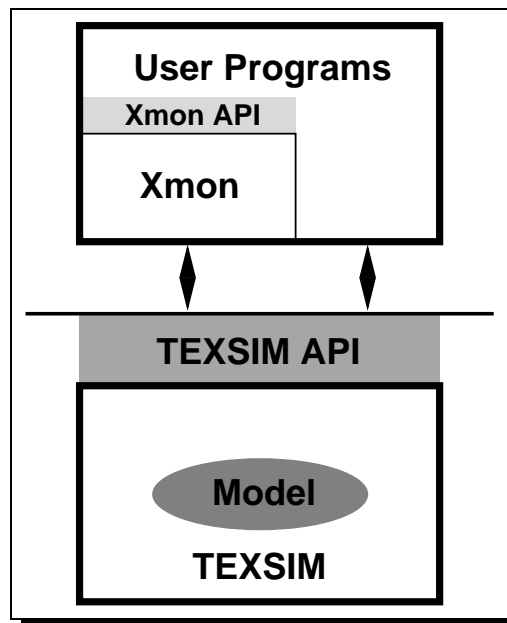 User Programs
Xmon API
Xmon
TEXSIM API
Model
TEXSIM